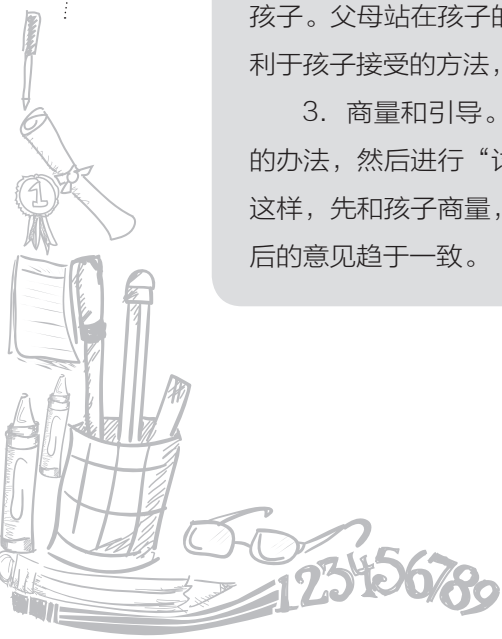 孩子。父母站在孩子的
利于孩子接受的方法，
3．商量和引导。
的办法，然后进行“
这样，先和孩子商量，
后的意见趋于一致。
1
123456789